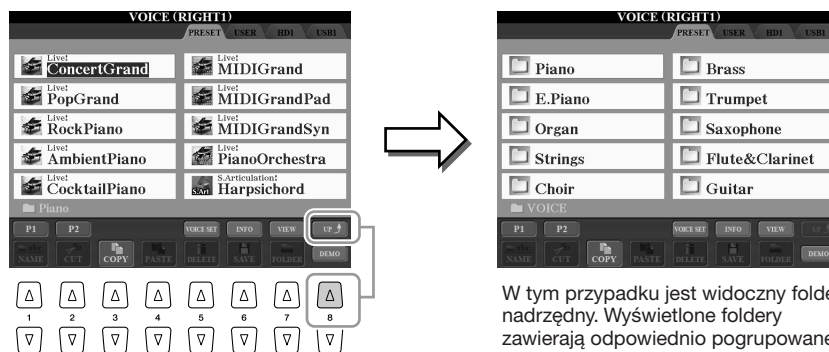 VOICE (RIGHT1)
PRESET USER HD1 USB1
Live!
ConcertGrand
Live!
MIDIGrand
Live!
PopGrand
Live!
MIDIGrandPad
Live!
RockPiano
Live!
MIDIGrandSyn
Live!
AmbientPiano
Live!
PianoOrchestra
Live!
CocktailPiano
S.Art
S.Articulation!
Harpsichord
Piano
P1 P2 VOICE SET INFO VIEW UP
NAME CUT COPY PASTE DELETE SAVE FOLDER DEMO
1 2 3 4 5 6 7 8
VOICE (RIGHT1)
PRESET USER HD1 USB1
Piano
Brass
E.Piano
Trumpet
Organ
Saxophone
Strings
Flute&Clarinet
Choir
Guitar
VOICE
P1 P2 VOICE SET INFO VIEW UP
NAME CUT COPY PASTE DELETE SAVE FOLDER DEMO
W tym przypadku jest widoczny folde
nadrzędny. Wyświetlone foldery
zawierają odpowiednio pogrupowane